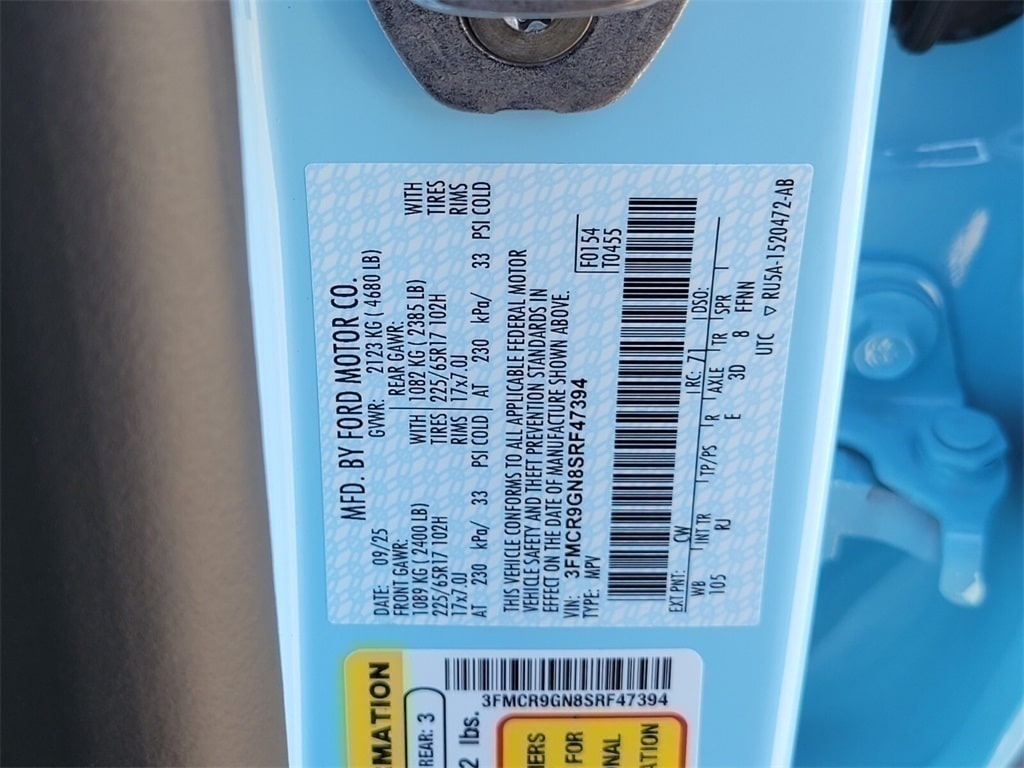 MFD. BY FORD MOTOR CO.
DATE: 09/25 GVWR: 2123 KG ( 4680 LB)
FRONT GAWR: REAR GAWR:
1089 KG ( 2400 LB) WITH 1082 KG ( 2385 LB) WITH
225/65R17 102H TIRES 225/65R17 102H TIRES
17x7.0J RIMS 17x7.0J RIMS
AT 230 kPa/ 33 PSI COLD AT 230 kPa/ 33 PSI COLD
THIS VEHICLE CONFORMS TO ALL APPLICABLE FEDERAL MOTOR
VEHICLE SAFETY AND THEFT PREVENTION STANDARDS IN
EFFECT ON THE DATE OF MANUFACTURE SHOWN ABOVE.
VIN: 3FMCR9GN8SRF47394
TYPE: MPV
F0154
T0455
EXT PNT: CW RC: 71 DSO:
WB INT TR TP/PS R AXLE TR SPR
105 RJ E 3D 8 FFNN
UTC ▽ RU5A-1520472-AB
RMATION
REAR: 3
2 lbs.
3FMCR9GN8SRF47394
FOR